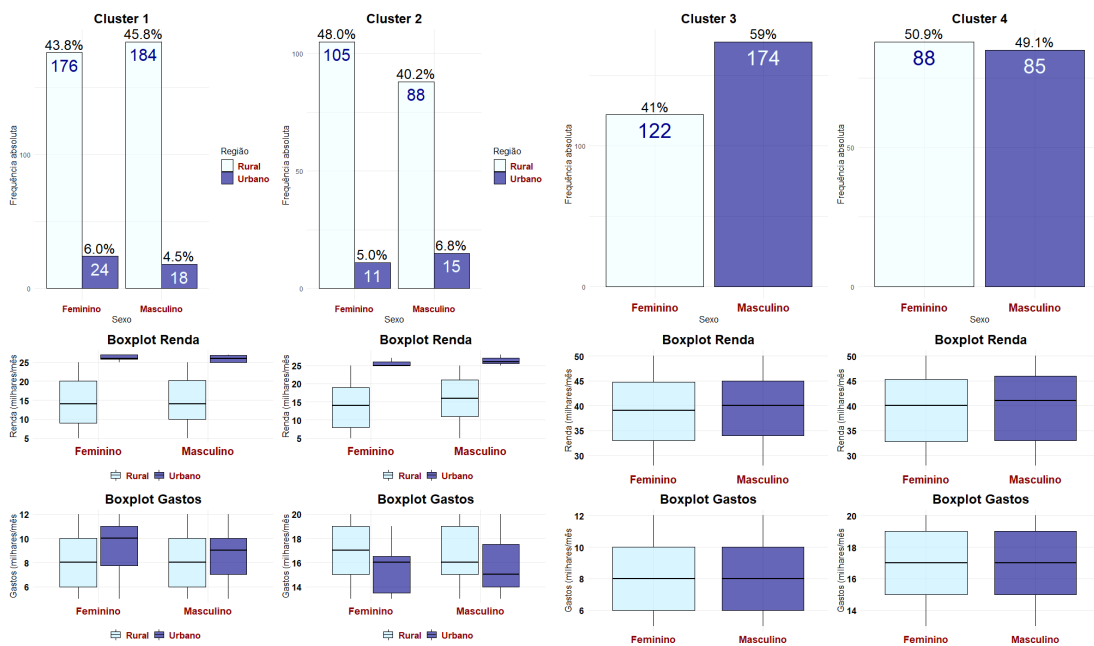 Cluster 1
43.8%
45.8%
176
184
6.0%
4.5%
24
18
100
0
Frequência absoluta
Feminino
Masculino
Sexo
Região
Rural
Urbano
Cluster 2
48.0%
40.2%
105
88
5.0%
6.8%
11
15
100
50
0
Frequência absoluta
Feminino
Masculino
Sexo
Região
Rural
Urbano
Cluster 3
59%
41%
174
122
100
0
Frequência absoluta
Feminino
Masculino
Sexo
Cluster 4
50.9%
49.1%
88
85
50
0
Frequência absoluta
Feminino
Masculino
Sexo
Boxplot Renda
25
20
15
10
5
Renda (milhares/mês
Feminino
Masculino
Rural
Urbano
Boxplot Renda
25
20
15
10
5
Renda (milhares/mês
Feminino
Masculino
Rural
Urbano
Boxplot Renda
50
45
40
35
30
Renda (milhares/mês
Feminino
Masculino
Boxplot Renda
50
45
40
35
30
Renda (milhares/mês
Feminino
Masculino
Boxplot Gastos
12
10
8
6
Gastos (milhares/mês
Feminino
Masculino
Rural
Urbano
Boxplot Gastos
20
18
16
14
Gastos (milhares/mês
Feminino
Masculino
Rural
Urbano
Boxplot Gastos
12
10
8
6
Gastos (milhares/mês
Feminino
Masculino
Boxplot Gastos
20
18
16
14
Gastos (milhares/mês
Feminino
Masculino